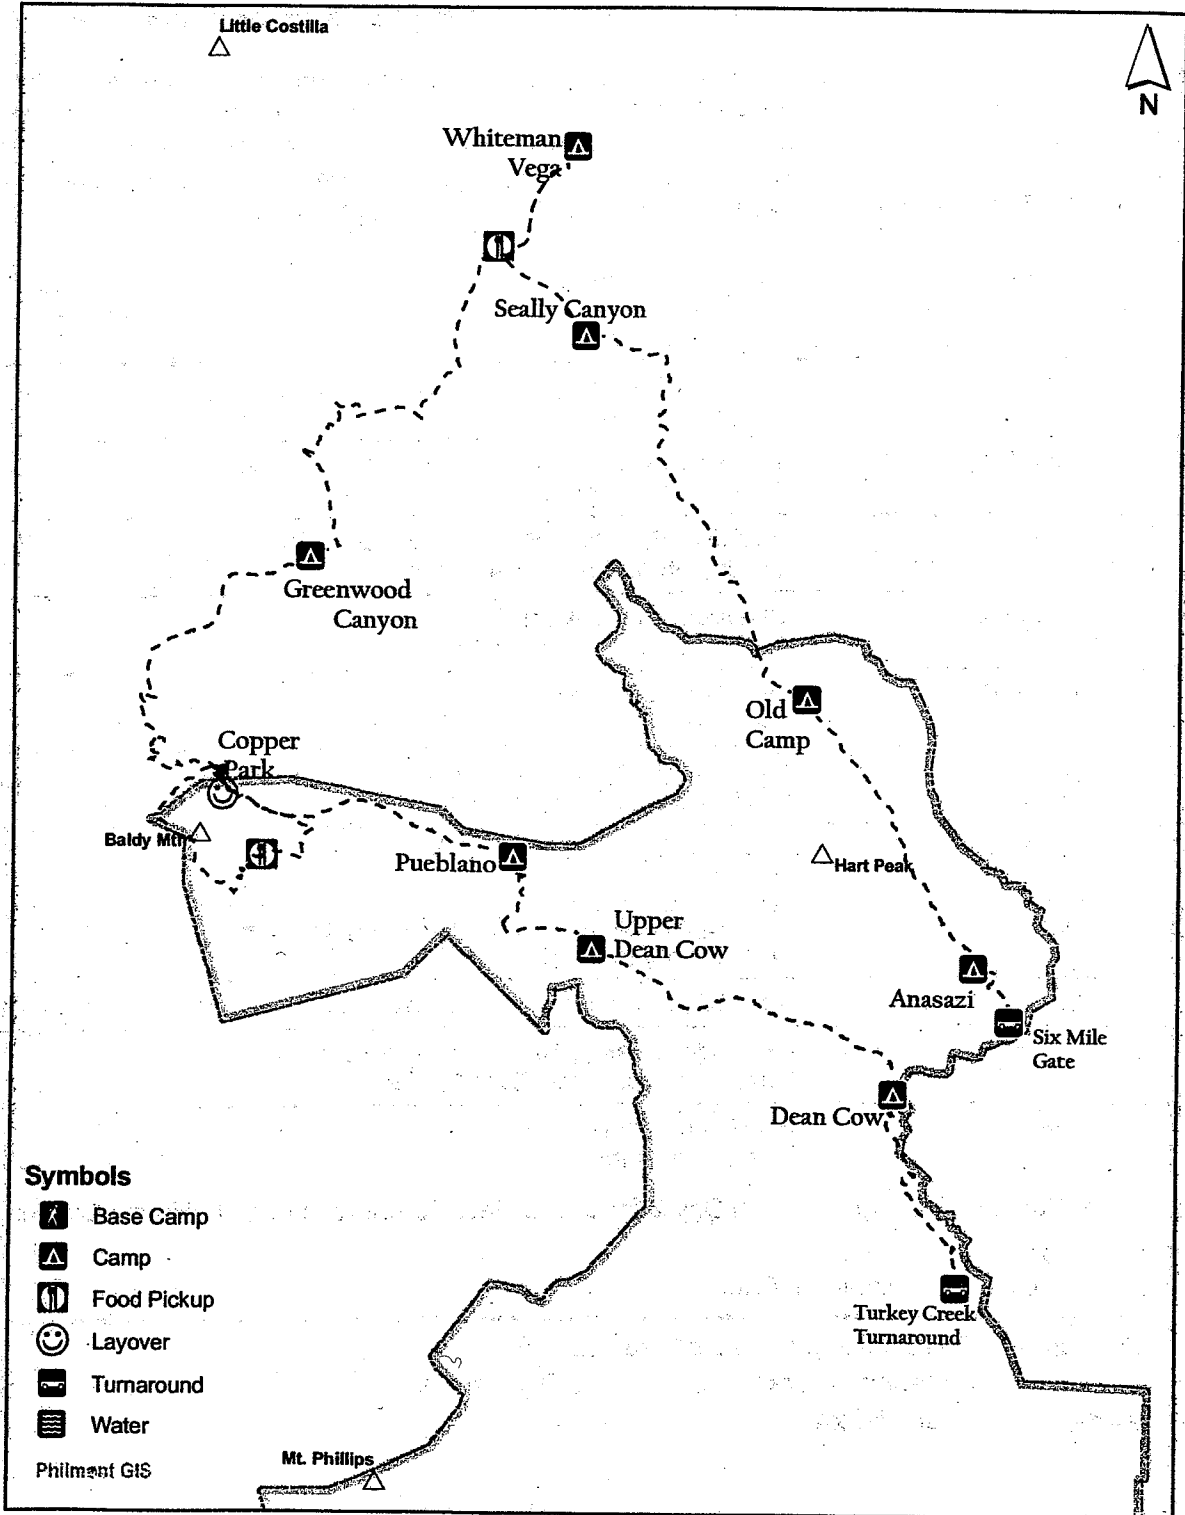 Little Costilla
N
Whiteman
Vega
Seally Canyon
Greenwood
Canyon
Old
Camp
Copper
Park
Baldy Mtn
Pueblano
Hart Peak
Upper
Dean Cow
Anasazi
Six Mile
Gate
Dean Cow
Turkey Creek
Turnaround
Symbols
Base Camp
Camp
Food Pickup
Layover
Turnaround
Water
Philmont GIS
Mt. Phillips